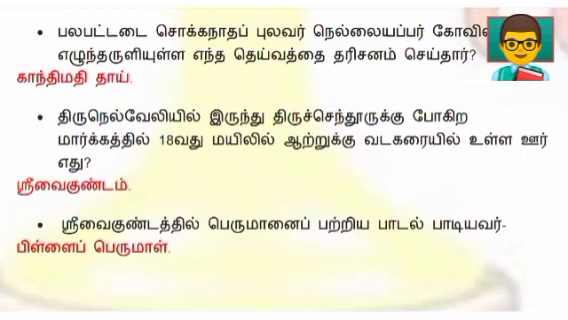 • பலபட்டடை சொக்கநாதப் புலவர் நெல்லையப்பர்
எழுந்தருளியுள்ள எந்த தெய்வத்தை தரிசனம் செய்தார்?
காந்திமதி தாய்.
• திருநெல்வேலியில் இருந்து திருச்செந்தூருக்கு போகிற
மார்க்கத்தில் 18வது மயிலில் ஆற்றுக்கு வடகரையில் உள்ள ஊர்
எது?
ஸ்ரீவைகுண்டம்.
• ஸ்ரீவைகுண்டத்தில் பெருமானைப் பற்றிய பாடல் பாடியவர்-
பிள்ளைப் பெருமாள்.